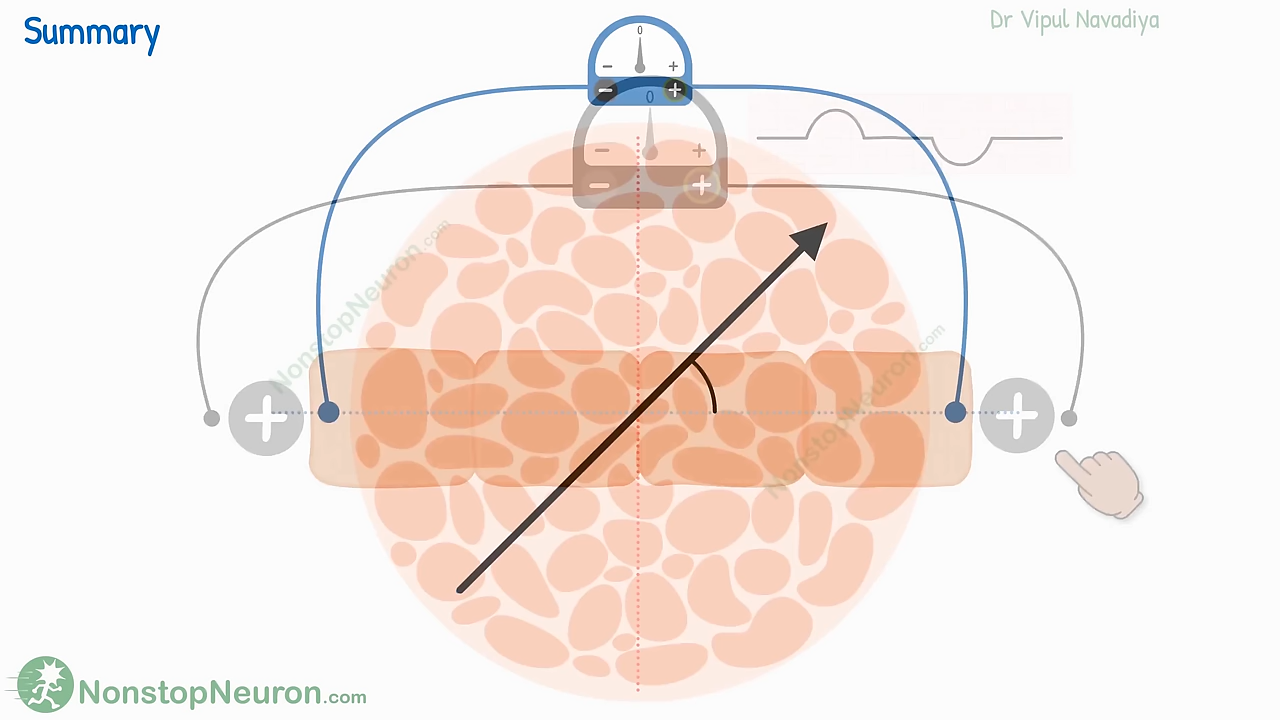 Summary
Dr Vipul Navadiya
0
− +
− +
0
− +
− +
+ +
NonstopNeuron.com
NonstopNeuron.com
NonstopNeuron.com